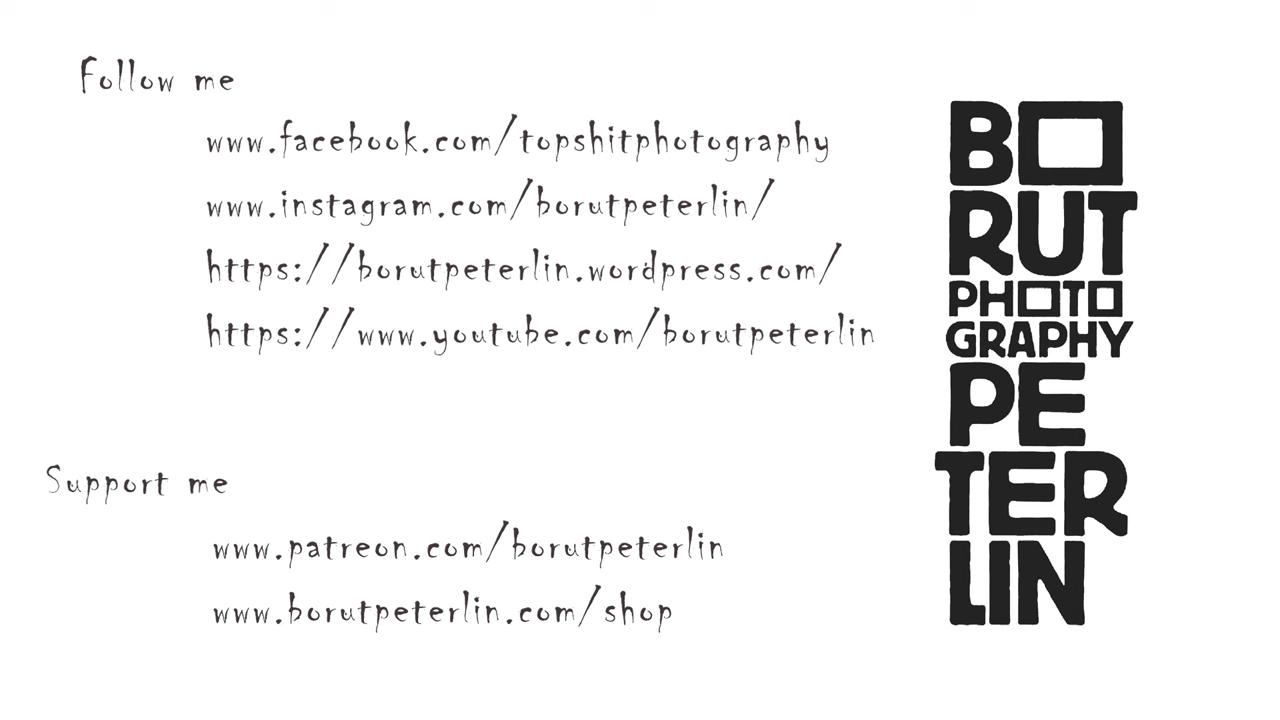 Follow me
www.facebook.com/topshitphotography
www.instagram.com/borutpeterlin/
https://borutpeterlin.wordpress.com/
https://www.youtube.com/borutpeterlin
Support me
www.patreon.com/borutpeterlin
www.borutpeterlin.com/shop
BO
RUT
PHOTO
GRAPHY
PE
TER
LIN